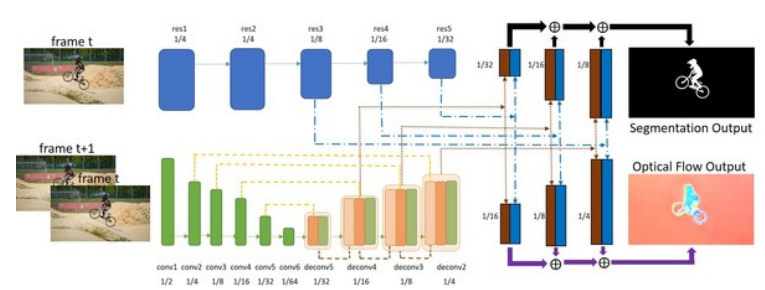 frame t
res1
1/4
res2
1/4
res3
1/8
res4
1/16
res5
1/32
1/32
1/16
1/8
Segmentation Output
frame t+1
frame t
conv1
1/2
conv2
1/4
conv3
1/8
conv4
1/16
conv5
1/32
conv6
1/64
deconv5
1/32
deconv4
1/16
deconv3
1/8
deconv2
1/4
1/16
1/8
1/4
Optical Flow Output